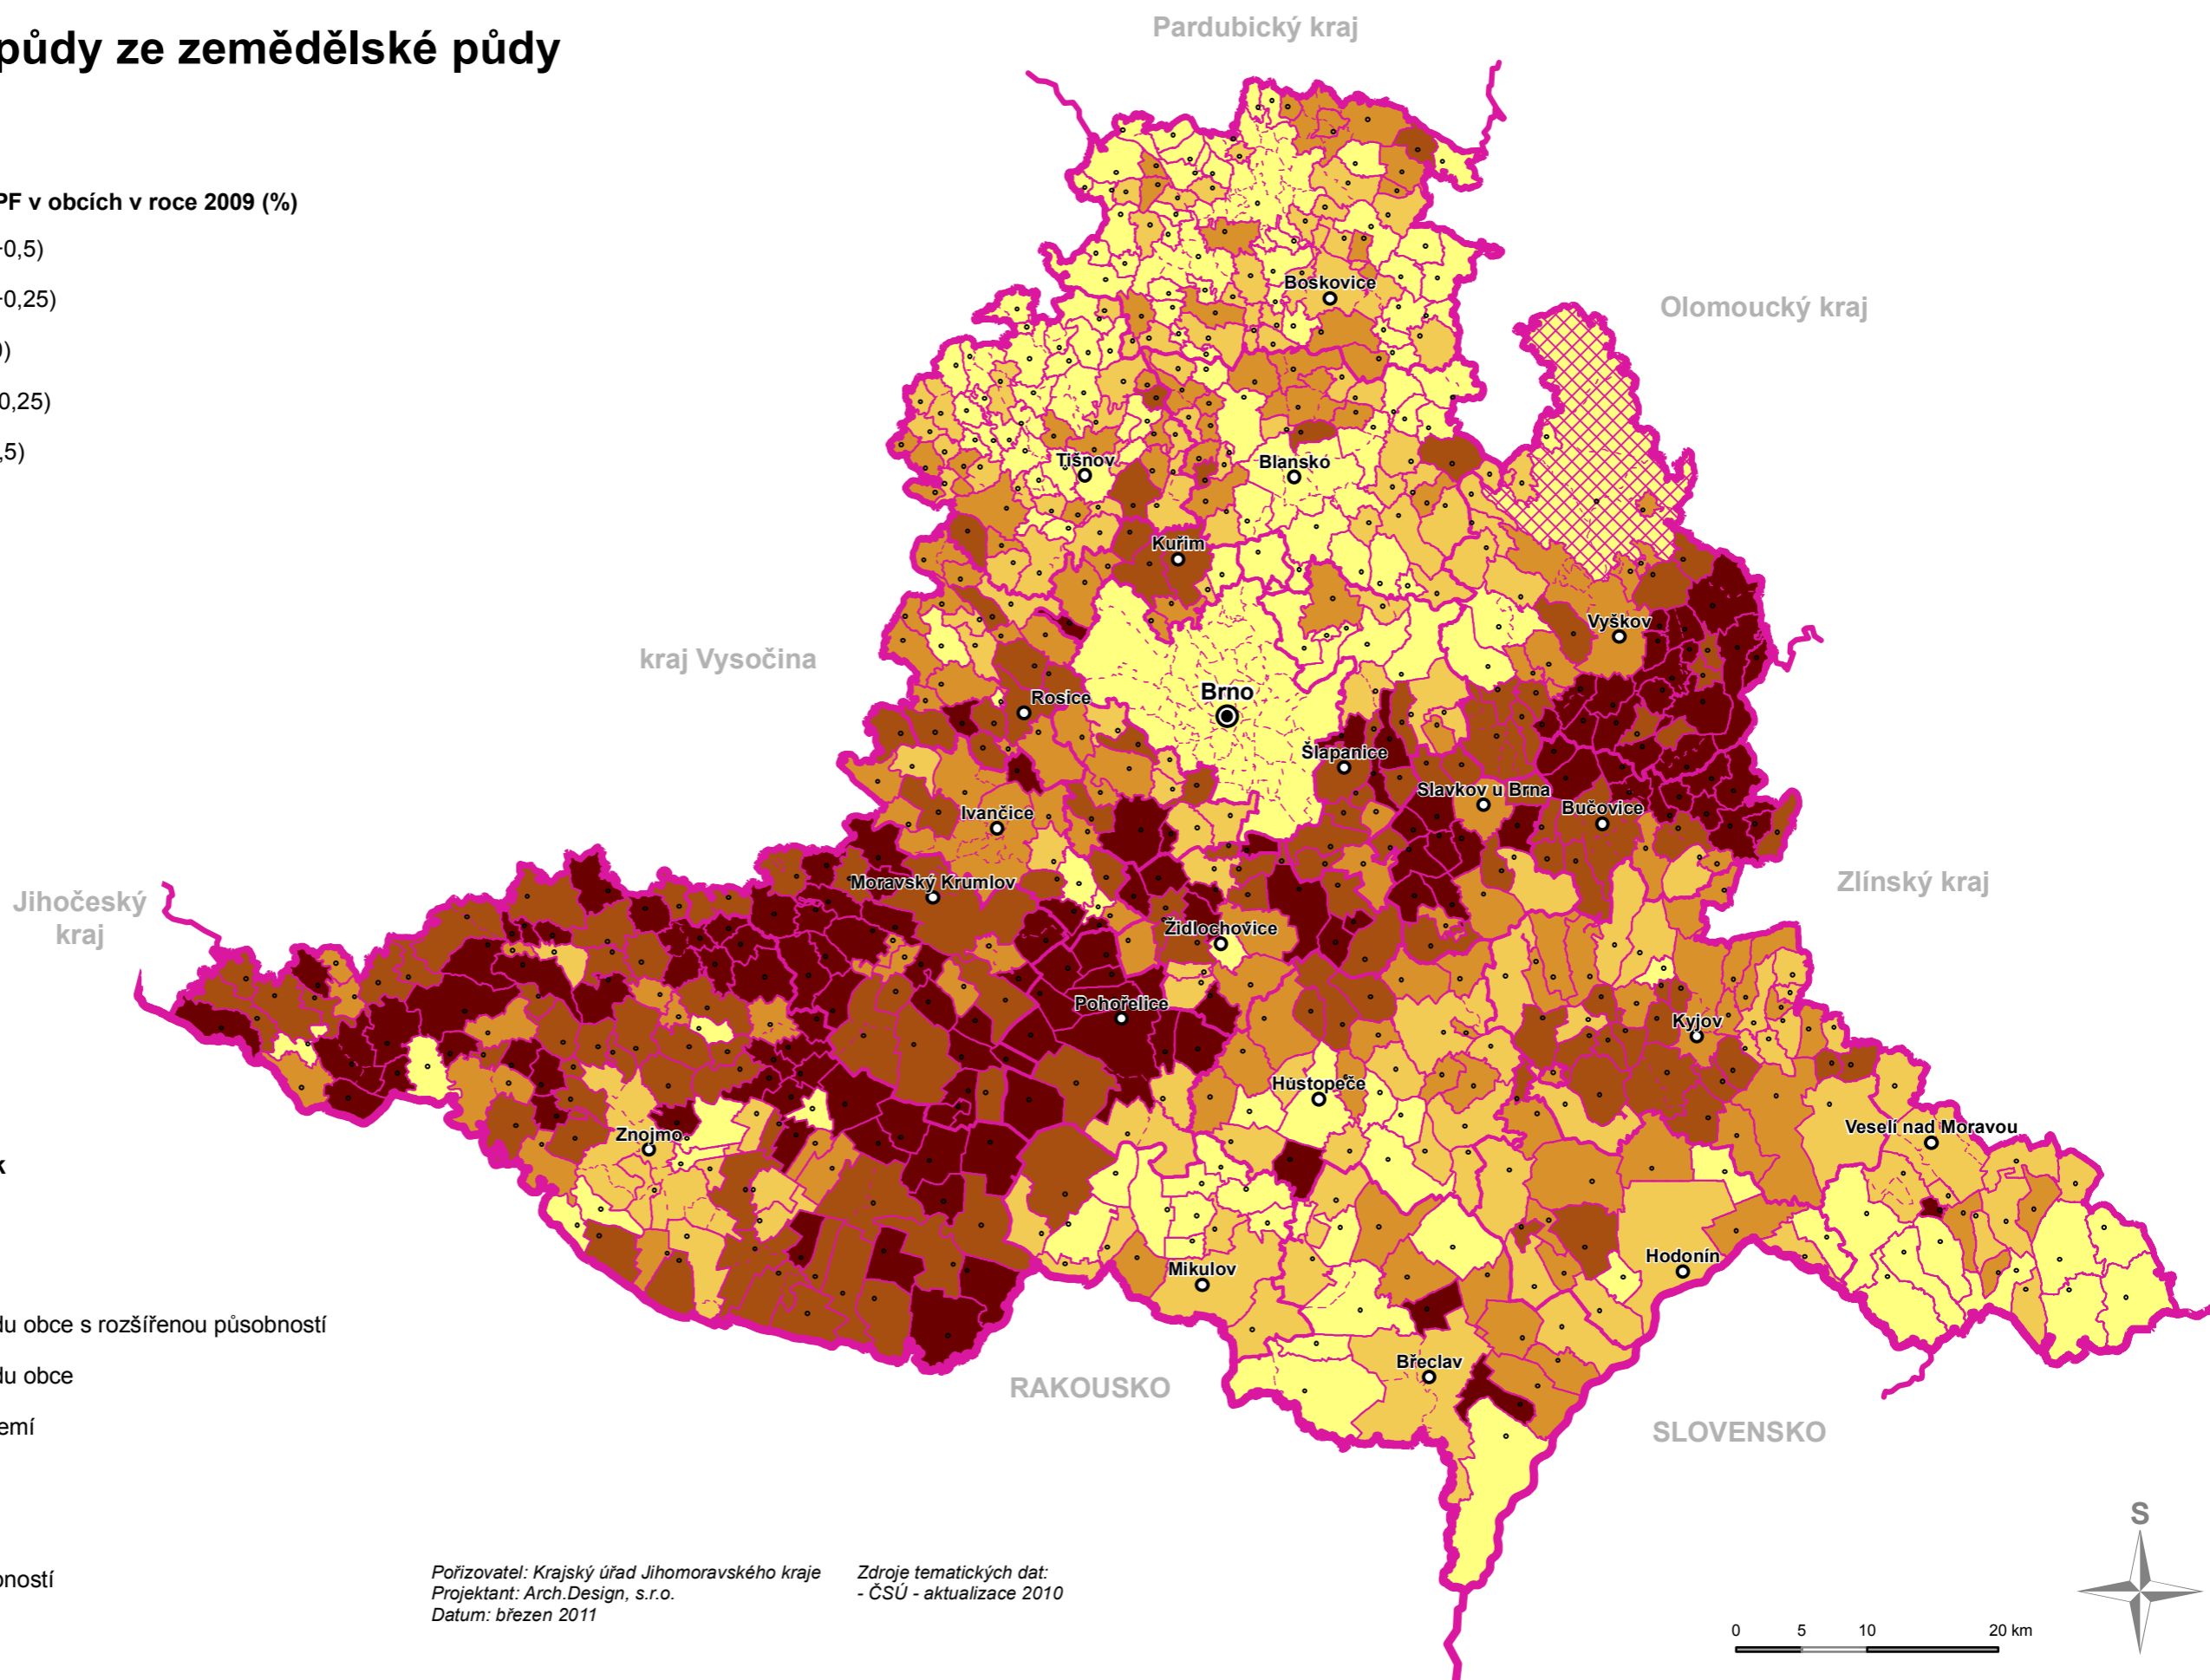 půdy ze zemědělské půdy
PF v obcích v roce 2009 (%)
-0,5)
-0,25)
0)
0,25)
,5)
k
du obce s rozšířenou působností
du obce
emí
ností
Pardubický kraj
Olomoucký kraj
kraj Vysočina
Jihočeský
kraj
Zlínský kraj
RAKOUSKO
SLOVENSKO
Boskovice
Tišnov
Blansko
Kuřim
Vyškov
Rosice
Brno
Šlapanice
Slavkov u Brna
Bučovice
Ivančice
Moravský Krumlov
Židlochovice
Pohořelice
Kyjov
Hustopeče
Znojmo
Veselí nad Moravou
Mikulov
Hodonín
Břeclav
Pořizovatel: Krajský úřad Jihomoravského kraje
Projektant: Arch.Design, s.r.o.
Datum: březen 2011
Zdroje tematických dat:
- ČSÚ - aktualizace 2010
S
0 5 10 20 km